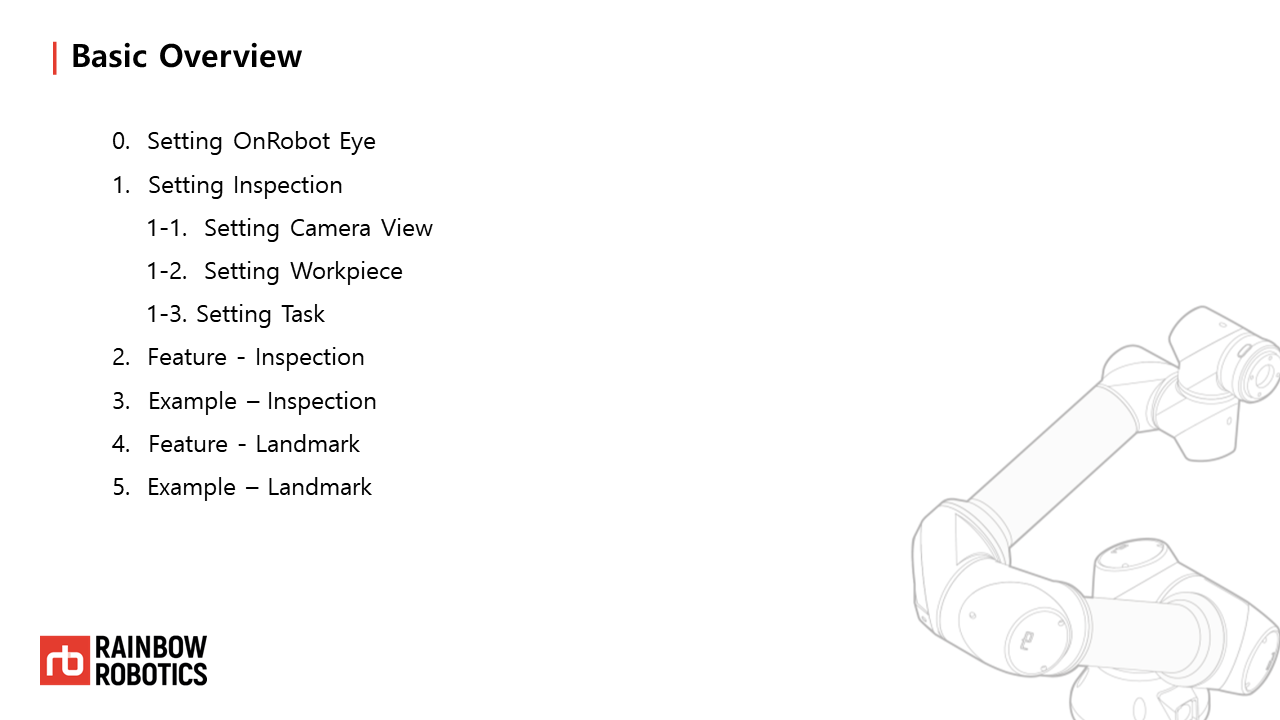 Basic Overview
0. Setting OnRobot Eye
1. Setting Inspection
1-1. Setting Camera View
1-2. Setting Workpiece
1-3. Setting Task
2. Feature - Inspection
3. Example – Inspection
4. Feature - Landmark
5. Example – Landmark
rb RAINBOW
ROBOTICS